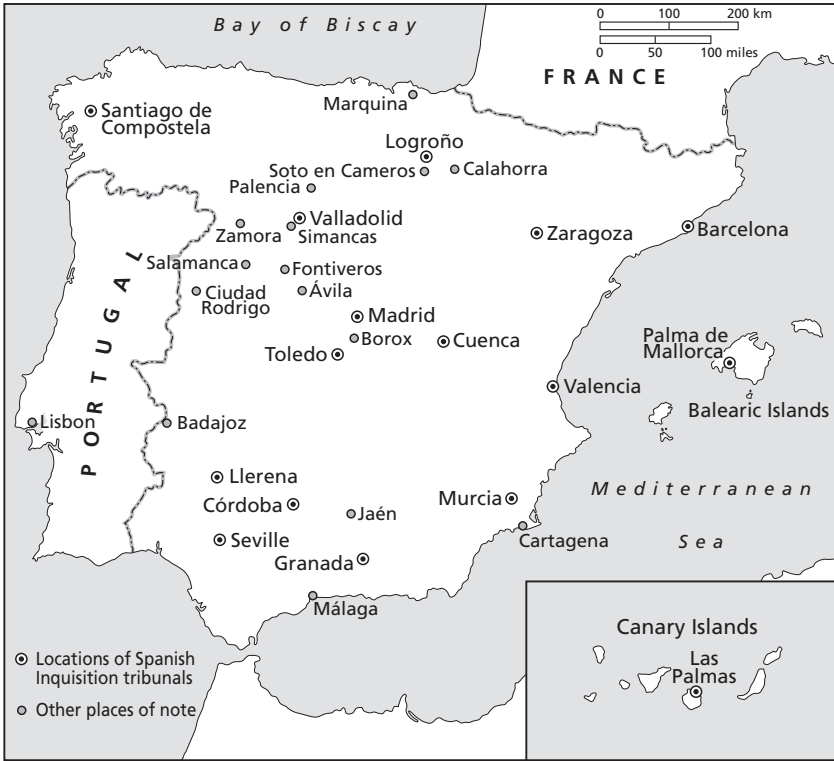 Bay of Biscay
0 100 200 km
0 50 100 miles
FRANCE
Marquina
Santiago de
Compostela
Logroño
Soto en Cameros
Calahorra
Palencia
Valladolid
Zamora
Simancas
Zaragoza
Barcelona
Salamanca
Fontiveros
Ciudad
Rodrigo
Ávila
PORTUGAL
Madrid
Borox
Cuenca
Toledo
Palma de
Mallorca
Valencia
Balearic Islands
Lisbon
Badajoz
Llerena
Córdoba
Jaén
Murcia
Mediterranean
Sea
Seville
Granada
Cartagena
Málaga
Locations of Spanish
Inquisition tribunals
Other places of note
Canary Islands
Las
Palmas